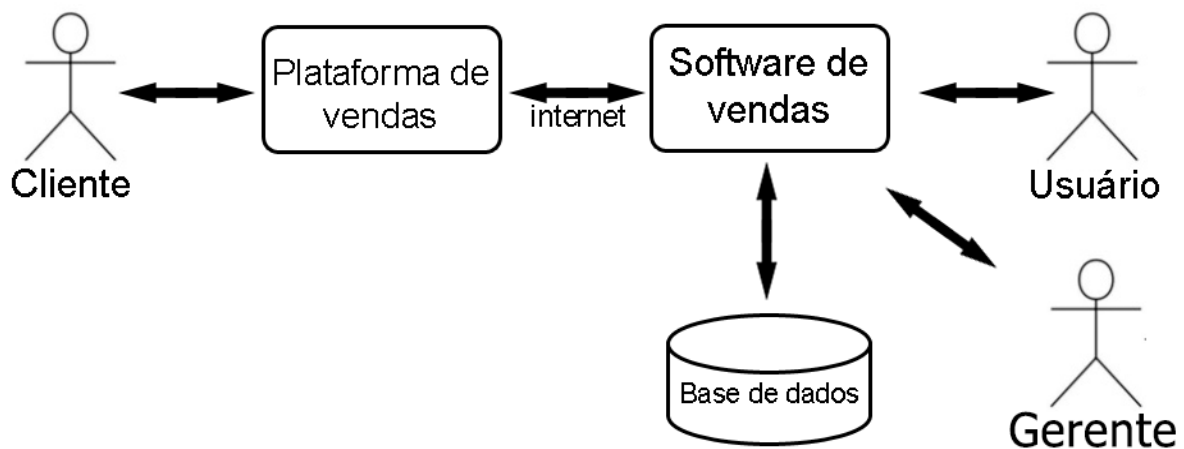 Plataforma de
vendas
internet
Software de
vendas
Cliente
Usuário
Base de dados
Gerente